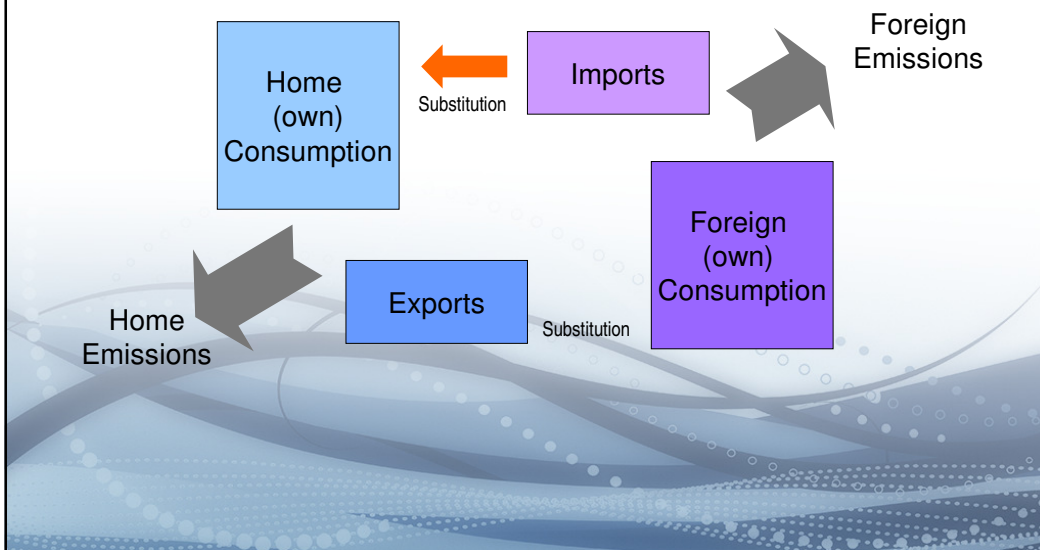 Foreign
Emissions
Home
(own)
Consumption
Substitution
Imports
Foreign
(own)
Consumption
Exports
Substitution
Home
Emissions